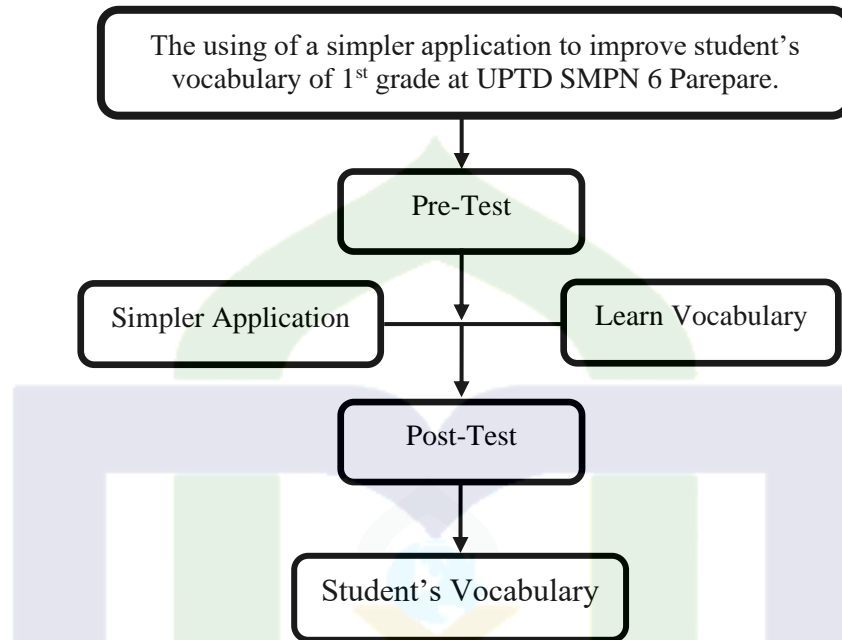 The using of a simpler application to improve student’s
vocabulary of 1st grade at UPTD SMPN 6 Parepare.
Pre-Test
Simpler Application
Learn Vocabulary
Post-Test
Student’s Vocabulary